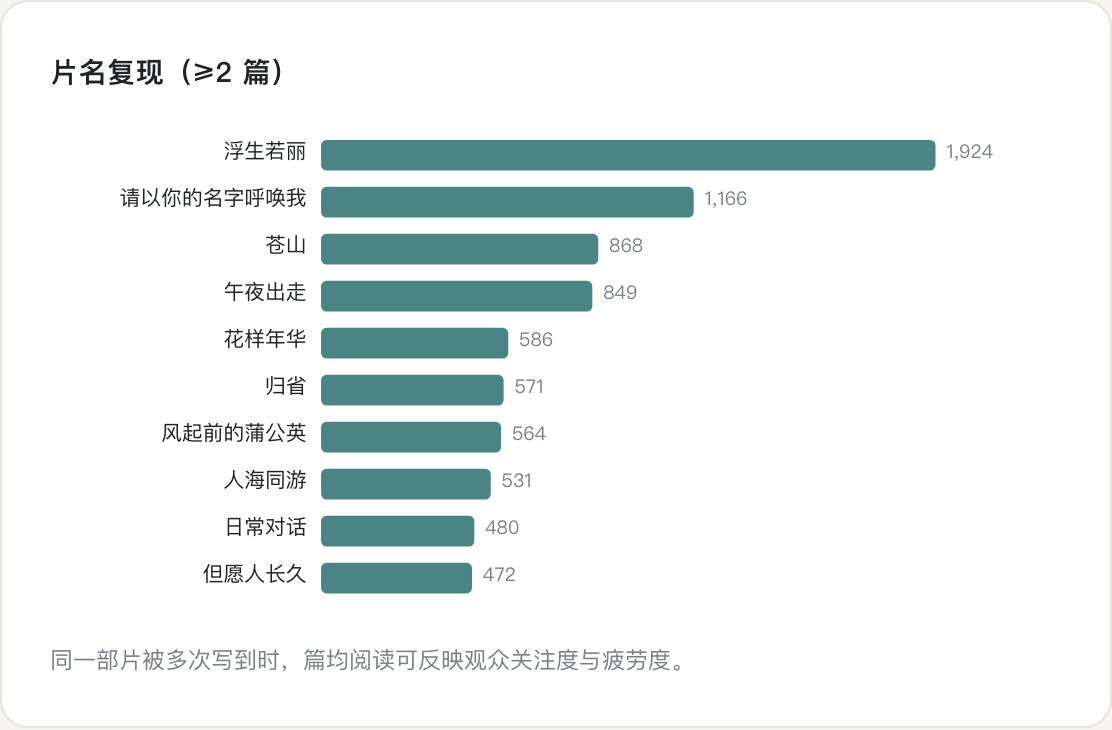 片名复现（≥2 篇）
浮生若丽 1,924
请以你的名字呼唤我 1,166
苍山 868
午夜出走 849
花样年华 586
归省 571
风起前的蒲公英 564
人海同游 531
日常对话 480
但愿人长久 472
同一部片被多次写到时，篇均阅读可反映观众关注度与疲劳度。